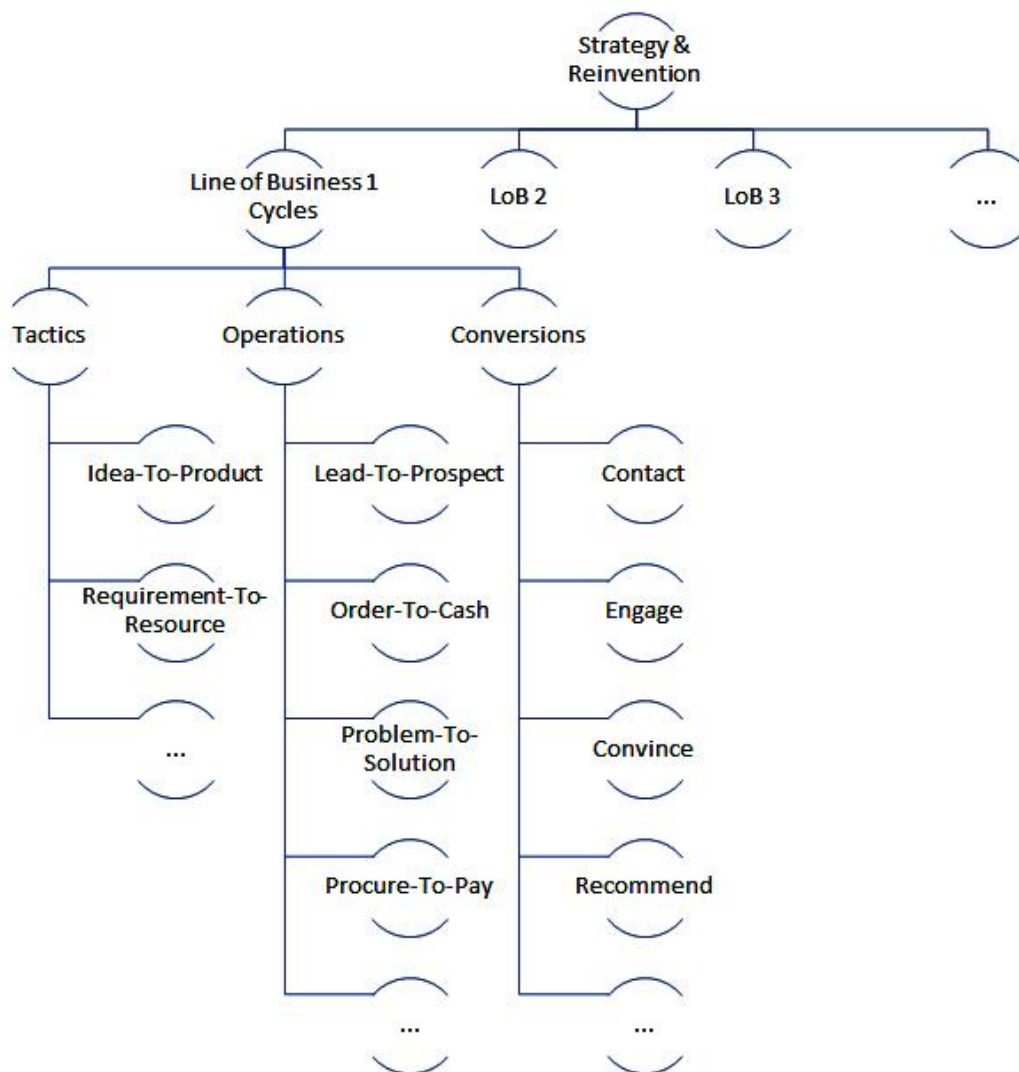 Strategy &
Reinvention
Line of Business 1
Cycles
LoB 2
LoB 3
...
Tactics
Operations
Conversions
Idea-To-Product
Lead-To-Prospect
Contact
Requirement-To-
Resource
Order-To-Cash
Engage
...
Problem-To-
Solution
Convince
Procure-To-Pay
Recommend
...
...